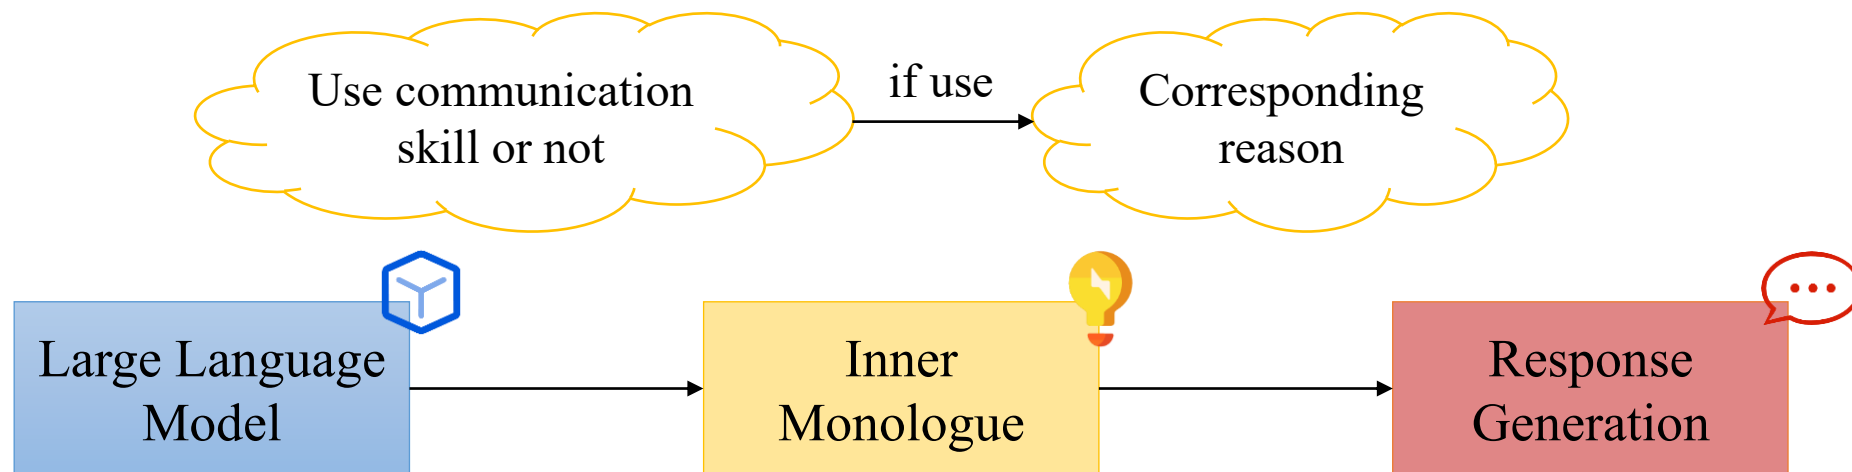 Use communication
skill or not
if use
Corresponding
reason
Large Language
Model
Inner
Monologue
Response
Generation